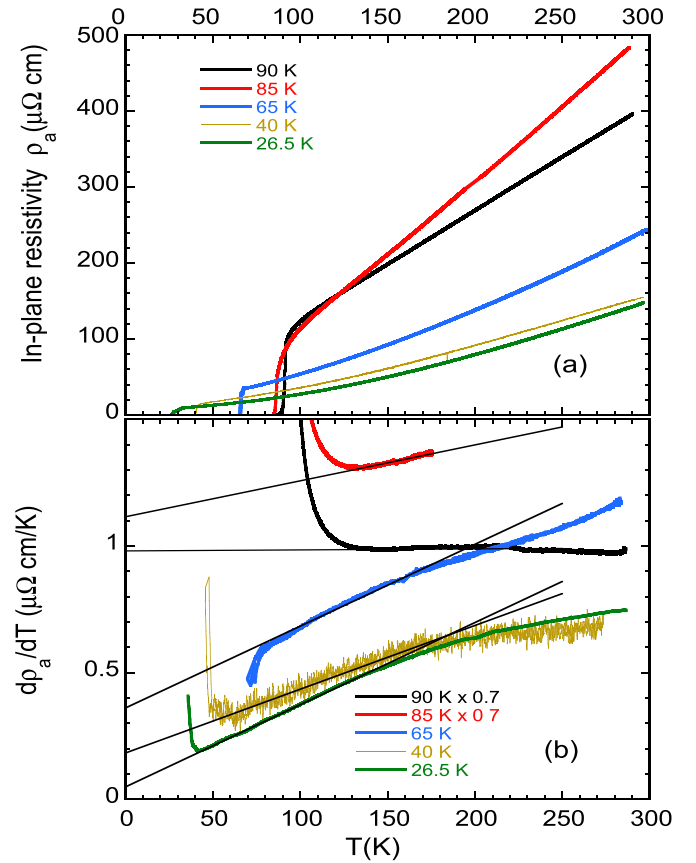 0 50 100 150 200 250 300
500
400
300
200
100
0
In-plane resistivity ρa(μΩ cm)
90 K
85 K
65 K
40 K
26.5 K
(a)
1
0.5
0
dρa/dT (μΩ cm/K)
90 K x 0.7
85 K x 0 7
65 K
40 K
26.5 K
(b)
0 50 100 150 200 250 300
T(K)